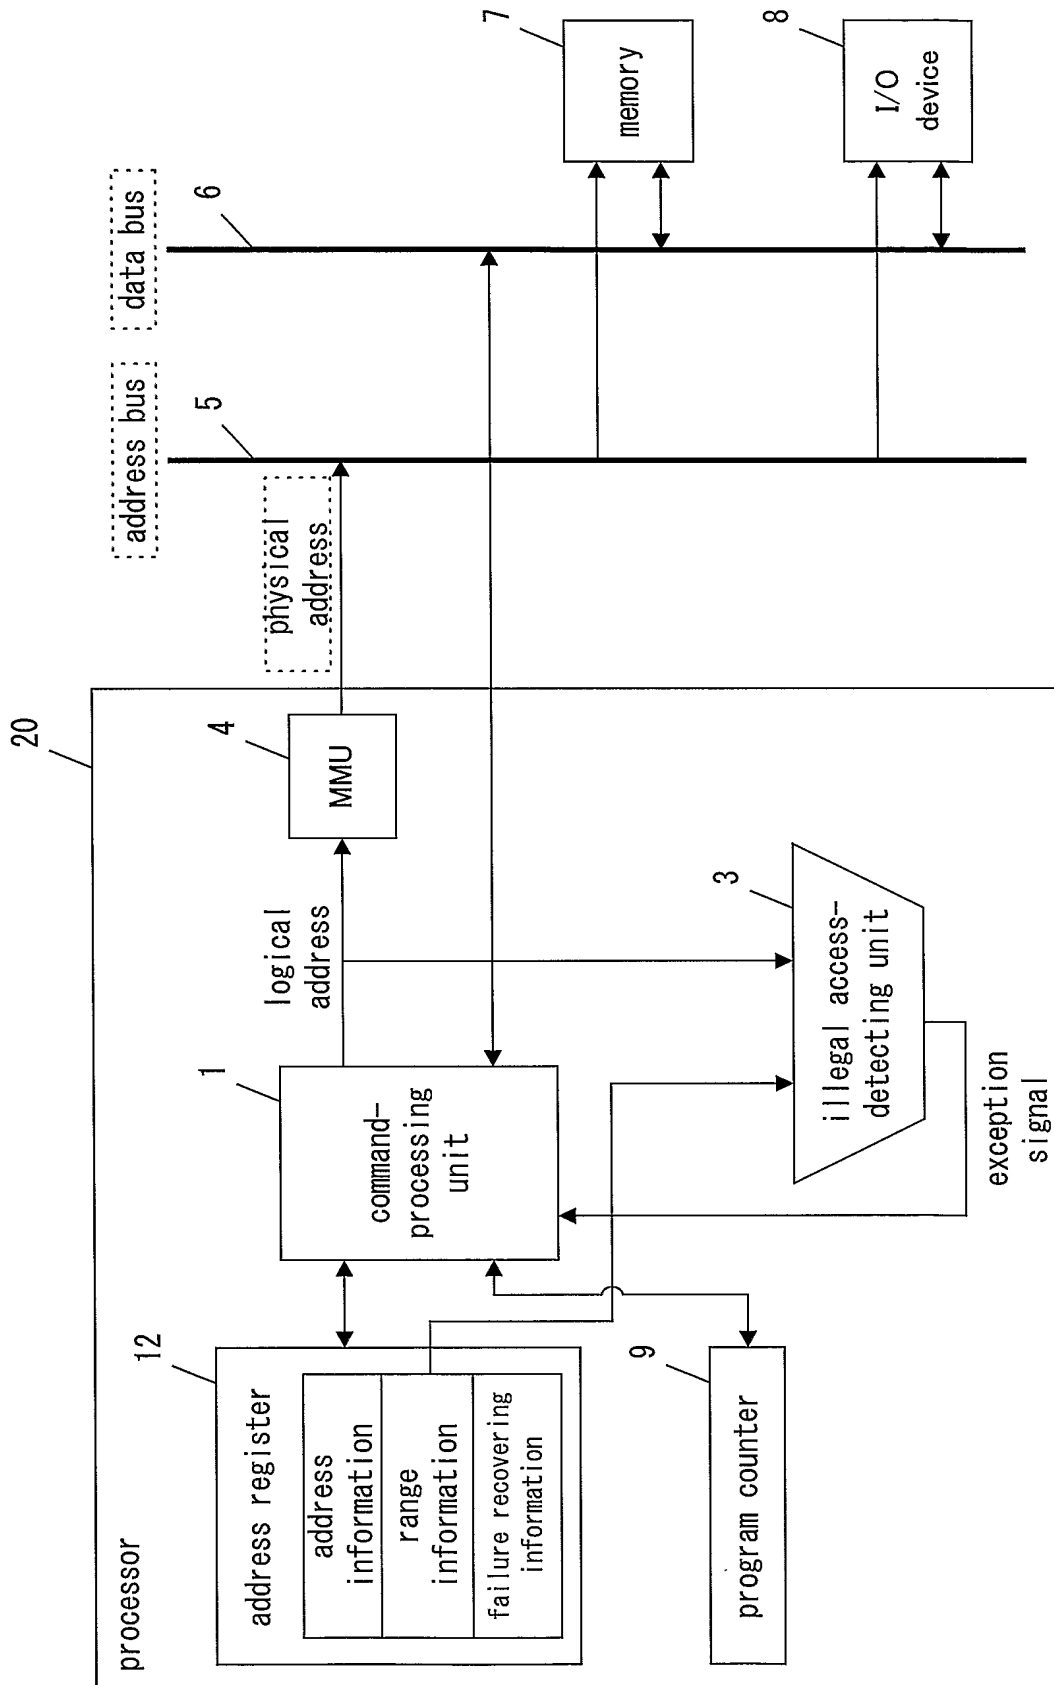 processor
20
12
address register
address
information
range
information
failure recovering
information
9
program counter
1
command-
processing
unit
logical
address
4
MMU
physical
address
3
illegal access-
detecting unit
exception
signal
address bus
5
data bus
6
7
memory
8
I/O
device